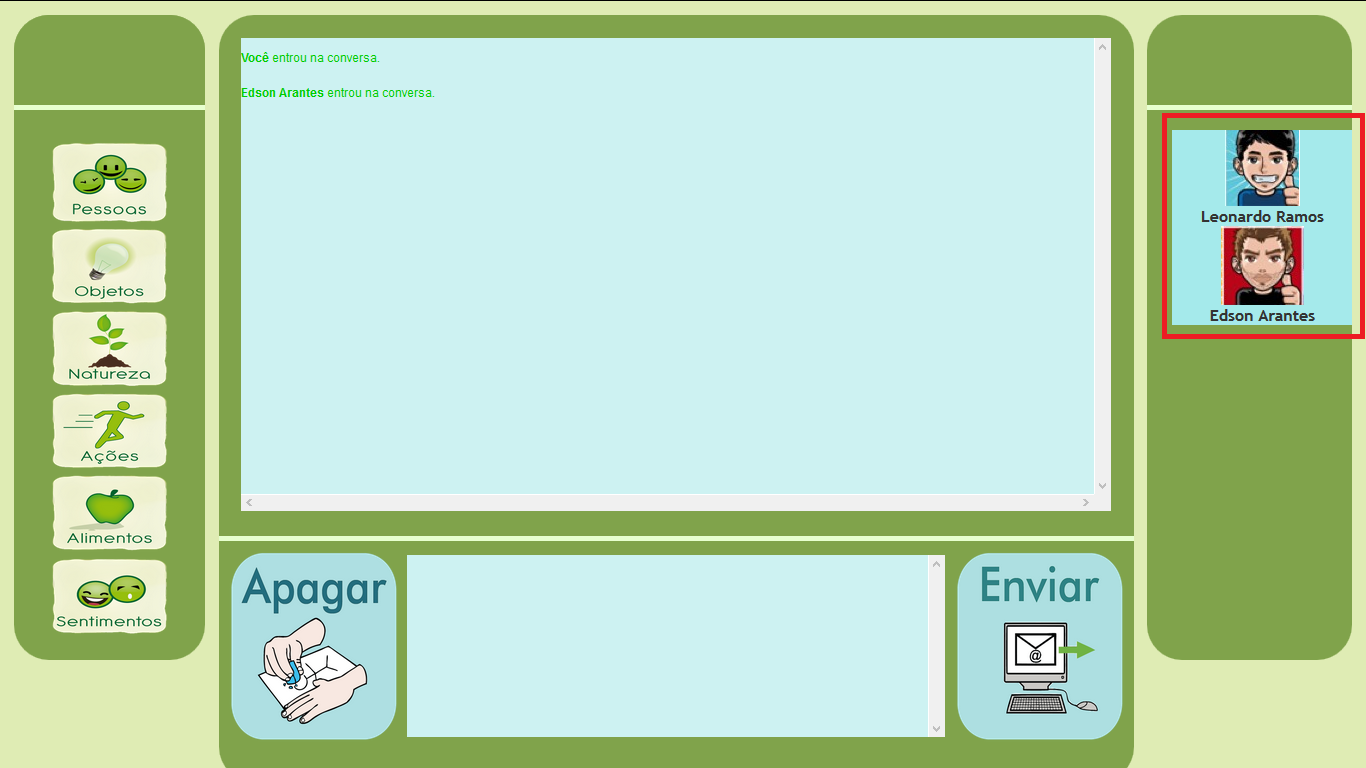 Pessoas
Objetos
Natureza
Ações
Alimentos
Sentimentos
Você entrou na conversa.
Edson Arantes entrou na conversa.
Apagar
Enviar
@
Leonardo Ramos
Edson Arantes